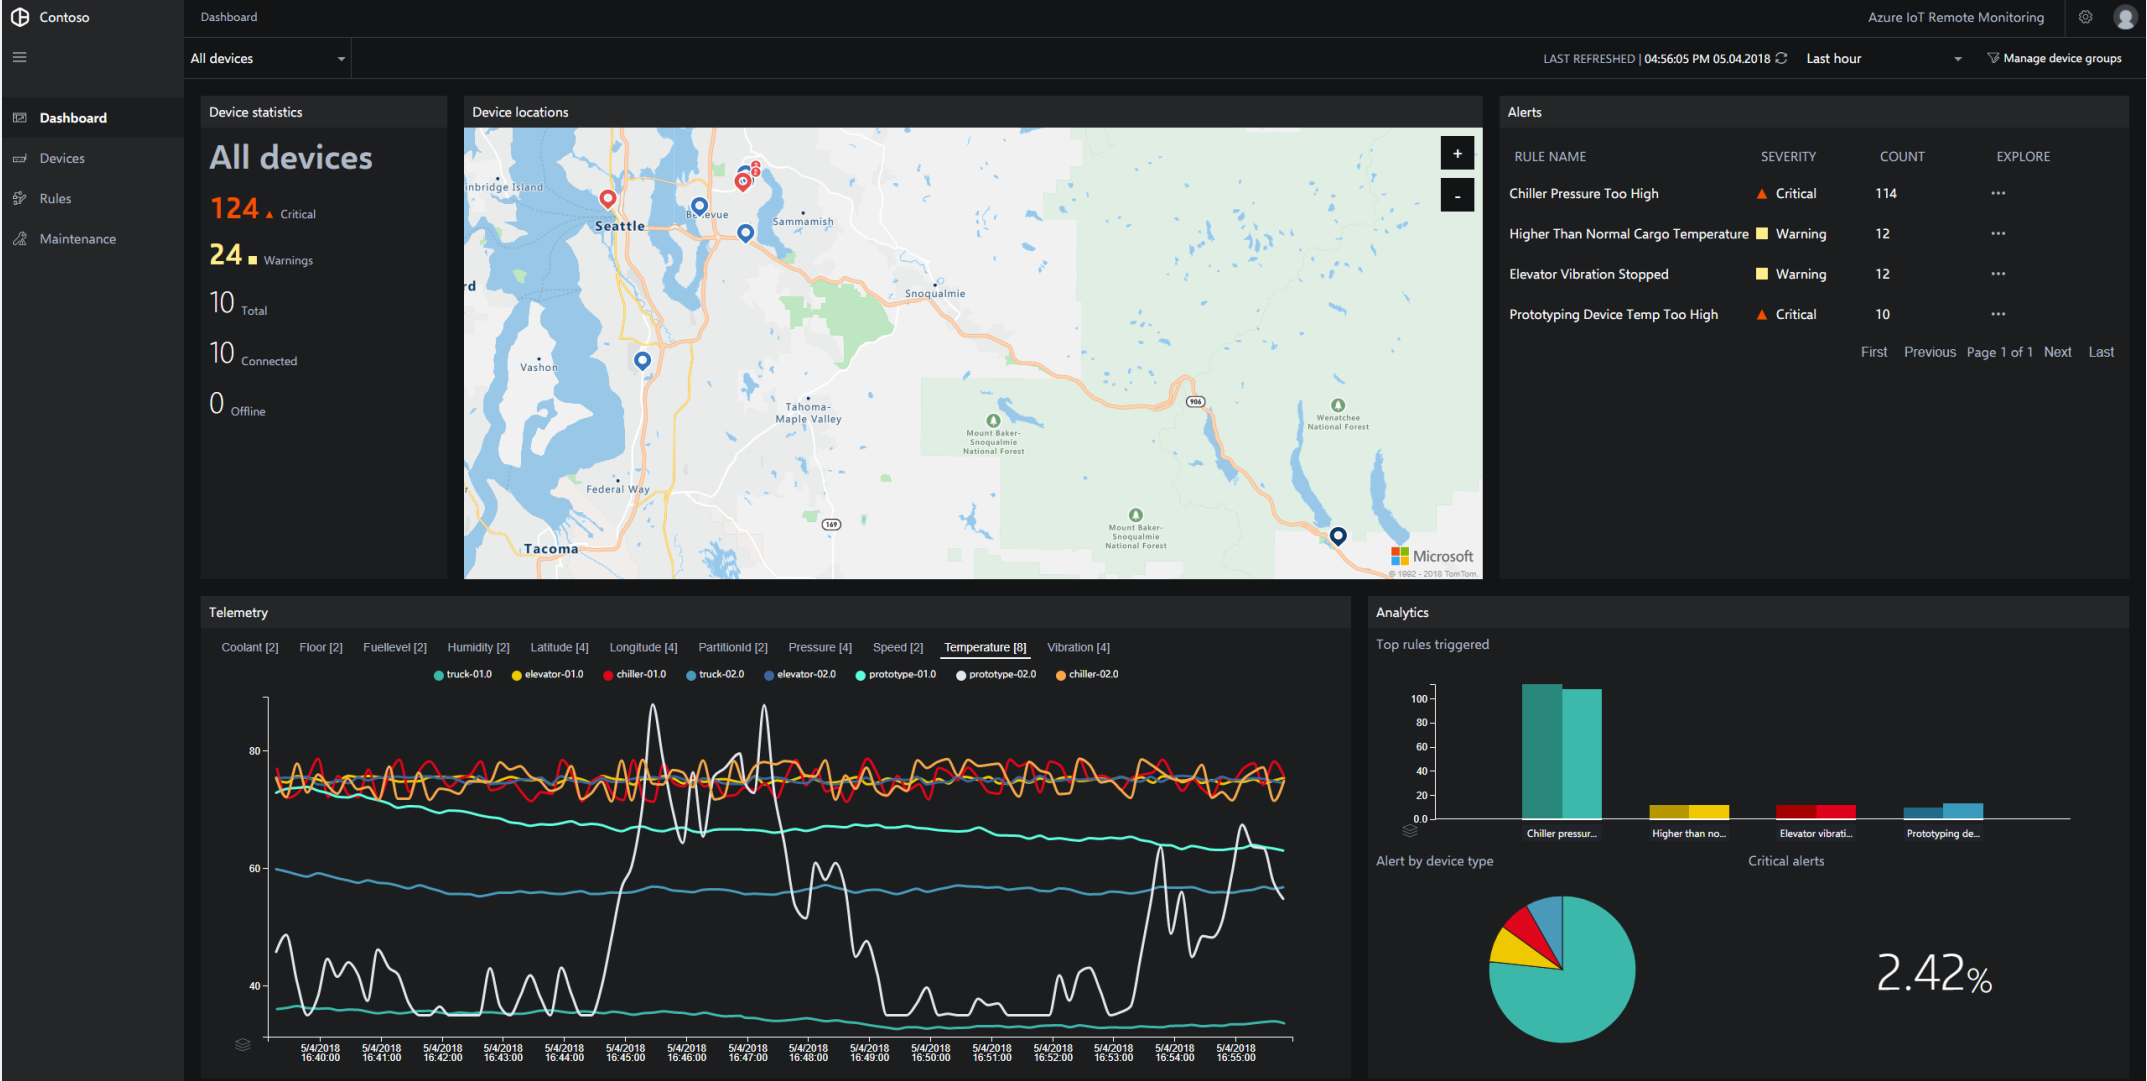 Contoso
Dashboard
Azure IoT Remote Monitoring
All devices
LAST REFRESHED | 04:56:05 PM 05.04.2018
Last hour
Manage device groups
Dashboard
Devices
Rules
Maintenance
Device statistics
All devices
124 Critical
24 Warnings
10 Total
10 Connected
0 Offline
Device locations
+
-
inbridge Island
Seattle
Sammamish
rd
Snoqualmie
Vashon
Tahoma-
Maple Valley
906
Wenatchee
National Forest
Mount Baker-
Snoqualmie
National Forest
Federal Way
169
Mount Baker-
Snoqualmie
National Forest
Tacoma
Microsoft
© 1992 - 2018 TomTom
Alerts
RULE NAME SEVERITY COUNT EXPLORE
Chiller Pressure Too High Critical 114 ...
Higher Than Normal Cargo Temperature Warning 12 ...
Elevator Vibration Stopped Warning 12 ...
Prototyping Device Temp Too High Critical 10 ...
First Previous Page 1 of 1 Next Last
Telemetry
Coolant [2] Floor [2] Fuellevel [2] Humidity [2] Latitude [4] Longitude [4] PartitionId [2] Pressure [4] Speed [2] Temperature [8] Vibration [4]
truck-01.0 elevator-01.0 chiller-01.0 truck-02.0 elevator-02.0 prototype-01.0 prototype-02.0 chiller-02.0
80
60
40
5/4/2018 5/4/2018 5/4/2018 5/4/2018 5/4/2018 5/4/2018 5/4/2018 5/4/2018 5/4/2018 5/4/2018 5/4/2018 5/4/2018 5/4/2018 5/4/2018 5/4/2018 5/4/2018
16:40:00 16:41:00 16:42:00 16:43:00 16:44:00 16:45:00 16:46:00 16:47:00 16:48:00 16:49:00 16:50:00 16:51:00 16:52:00 16:53:00 16:54:00 16:55:00
Analytics
Top rules triggered
100
80
60
40
20
0.0
Chiller pressur... Higher than no... Elevator vibrati... Prototyping de...
Alert by device type
Critical alerts
2.42%